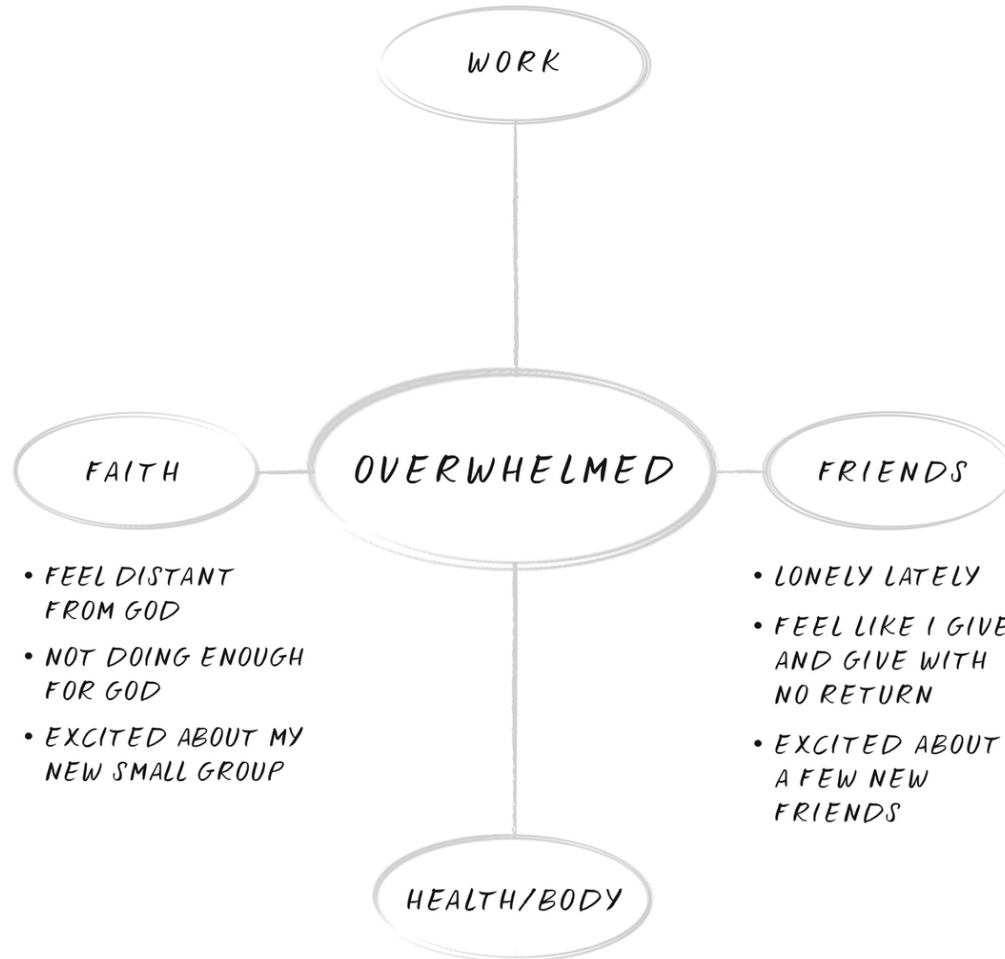 WORK
FAITH
OVERWHELMED
FRIENDS
• FEEL DISTANT
FROM GOD
• NOT DOING ENOUGH
FOR GOD
• EXCITED ABOUT MY
NEW SMALL GROUP
• LONELY LATELY
• FEEL LIKE I GIVE
AND GIVE WITH
NO RETURN
• EXCITED ABOUT
A FEW NEW
FRIENDS
HEALTH/BODY